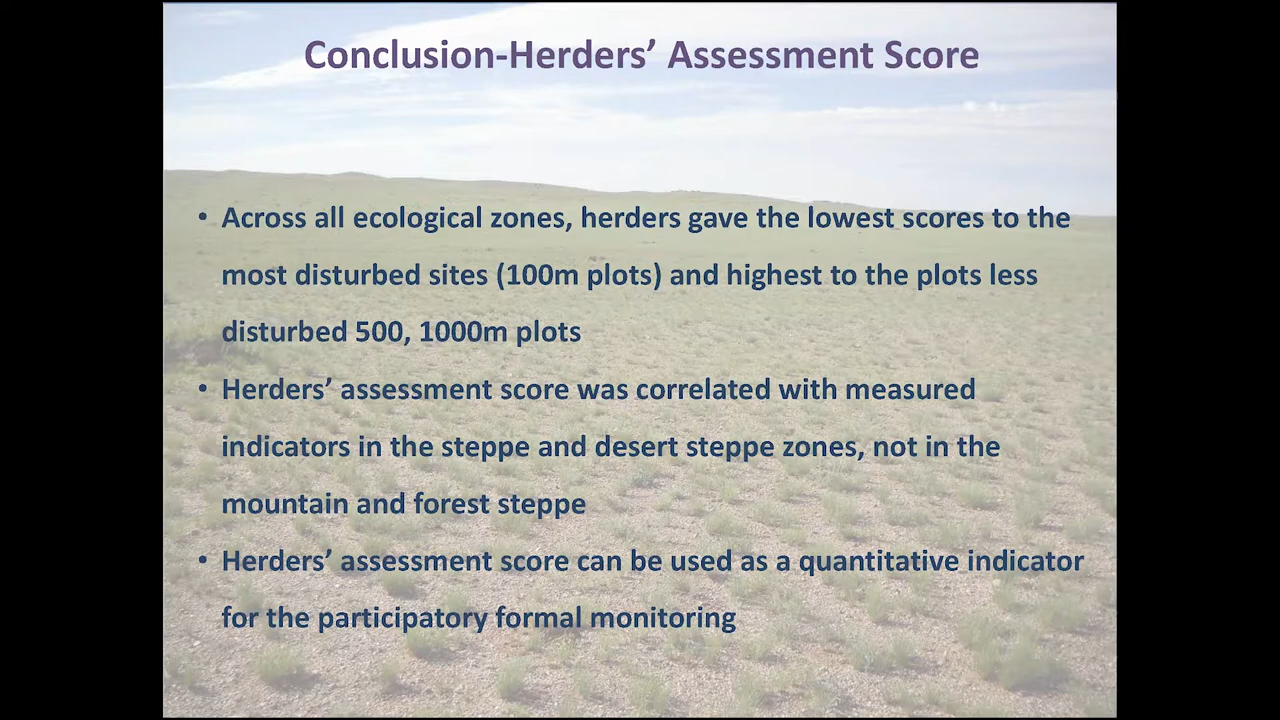 Conclusion-Herders’ Assessment Score
• Across all ecological zones, herders gave the lowest scores to the
most disturbed sites (100m plots) and highest to the plots less
disturbed 500, 1000m plots
• Herders’ assessment score was correlated with measured
indicators in the steppe and desert steppe zones, not in the
mountain and forest steppe
• Herders’ assessment score can be used as a quantitative indicator
for the participatory formal monitoring